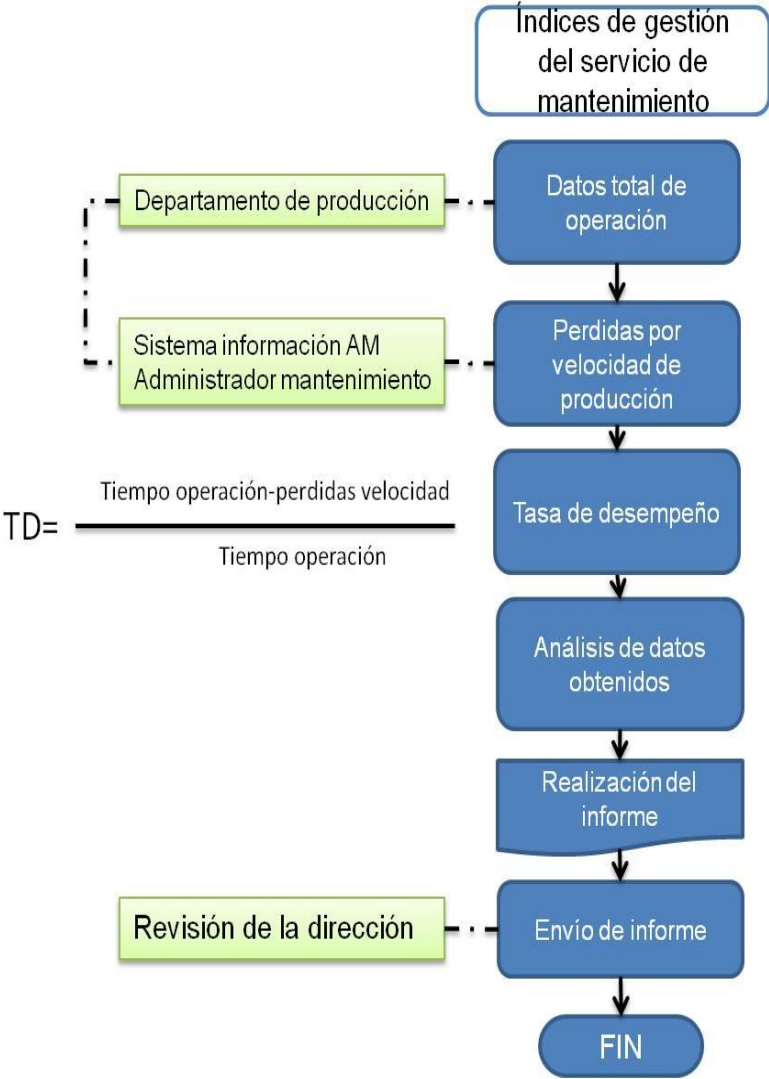 Índices de gestión
del servicio de
mantenimiento
Departamento de producción
Datos total de
operación
Sistema información AM
Administrador mantenimiento
Perdidas por
velocidad de
producción
TD=
Tiempo operación-perdidas velocidad
Tiempo operación
Tasa de desempeño
Análisis de datos
obtenidos
Realización del
informe
Revisión de la dirección
Envío de informe
FIN